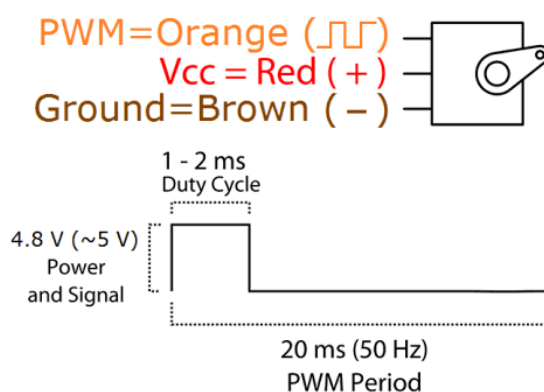 PWM=Orange (⎍⎍)
Vcc = Red (+)
Ground=Brown (−)
1 - 2 ms
Duty Cycle
4.8 V (~5 V)
Power
and Signal
20 ms (50 Hz)
PWM Period